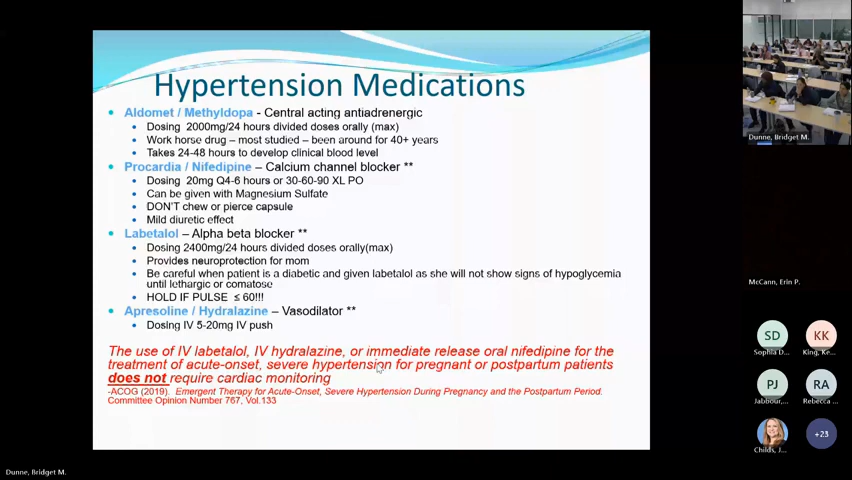 Hypertension Medications
Aldomet / Methyldopa - Central acting antiadrenergic
Dosing 2000mg/24 hours divided doses orally (max)
Work horse drug – most studied – been around for 40+ years
Takes 24-48 hours to develop clinical blood level
Procardia / Nifedipine – Calcium channel blocker **
Dosing 20mg Q4-6 hours or 30-60-90 XL PO
Can be given with Magnesium Sulfate
DON'T chew or pierce capsule
Mild diuretic effect
Labetalol – Alpha beta blocker **
Dosing 2400mg/24 hours divided doses orally(max)
Provides neuroprotection for mom
Be careful when patient is a diabetic and given labetalol as she will not show signs of hypoglycemia
until lethargic or comatose
HOLD IF PULSE ≤ 60!!!
Apresoline / Hydralazine – Vasodilator **
Dosing IV 5-20mg IV push
The use of IV labetalol, IV hydralazine, or immediate release oral nifedipine for the
treatment of acute-onset, severe hypertension for pregnant or postpartum patients
does not require cardiac monitoring
-ACOG (2019). Emergent Therapy for Acute-Onset, Severe Hypertension During Pregnancy and the Postpartum Period.
Committee Opinion Number 767, Vol.133
Dunne, Bridget M.
McCann, Erin P.
SD
KK
Sophia D...
King, Ke...
PJ
RA
Jabbour,...
Rebecca ...
+23
Childs, J...
Dunne, Bridget M.